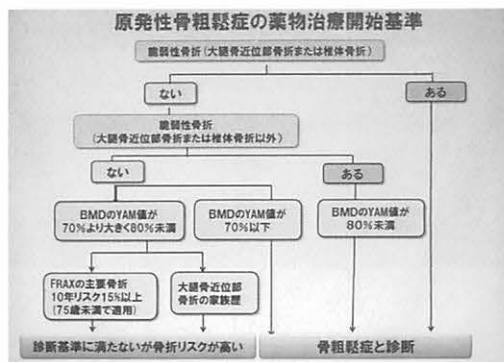 原発性骨粗鬆症の薬物治療開始基準
脆弱性骨折(大腿骨近位部骨折または椎体骨折)
ない
ある
脆弱性骨折
(大腿骨近位部骨折または椎体骨折以外)
ない
ある
BMDのYAM値が
70%より大きく80%未満
BMDのYAM値が
70%以下
BMDのYAM値が
80%未満
FRAXの主要骨折
10年リスク15%以上
(75歳未満で適用)
大腿骨近位部
骨折の家族歴
診断基準に満たないが骨折リスクが高い
骨粗鬆症と診断